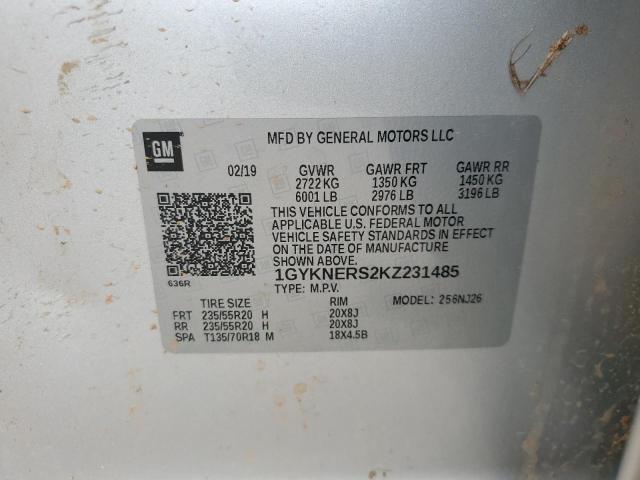 GM
MFD BY GENERAL MOTORS LLC
02/19 GVWR GAWR FRT GAWR RR
2722 KG 1350 KG 1450 KG
6001 LB 2976 LB 3196 LB
THIS VEHICLE CONFORMS TO ALL
APPLICABLE U.S. FEDERAL MOTOR
VEHICLE SAFETY STANDARDS IN EFFECT
ON THE DATE OF MANUFACTURE
SHOWN ABOVE.
636R
1GYKNERS2KZ231485
TYPE: M.P.V.
TIRE SIZE RIM MODEL: 256NJ26
FRT 235/55R20 H 20X8J
RR 235/55R20 H 20X8J
SPA T135/70R18 M 18X4.5B